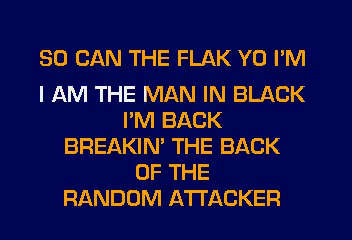 SO CAN THE FLAK YO I'M
I AM THE MAN IN BLACK
I'M BACK
BREAKIN' THE BACK
OF THE
RANDOM ATTACKER